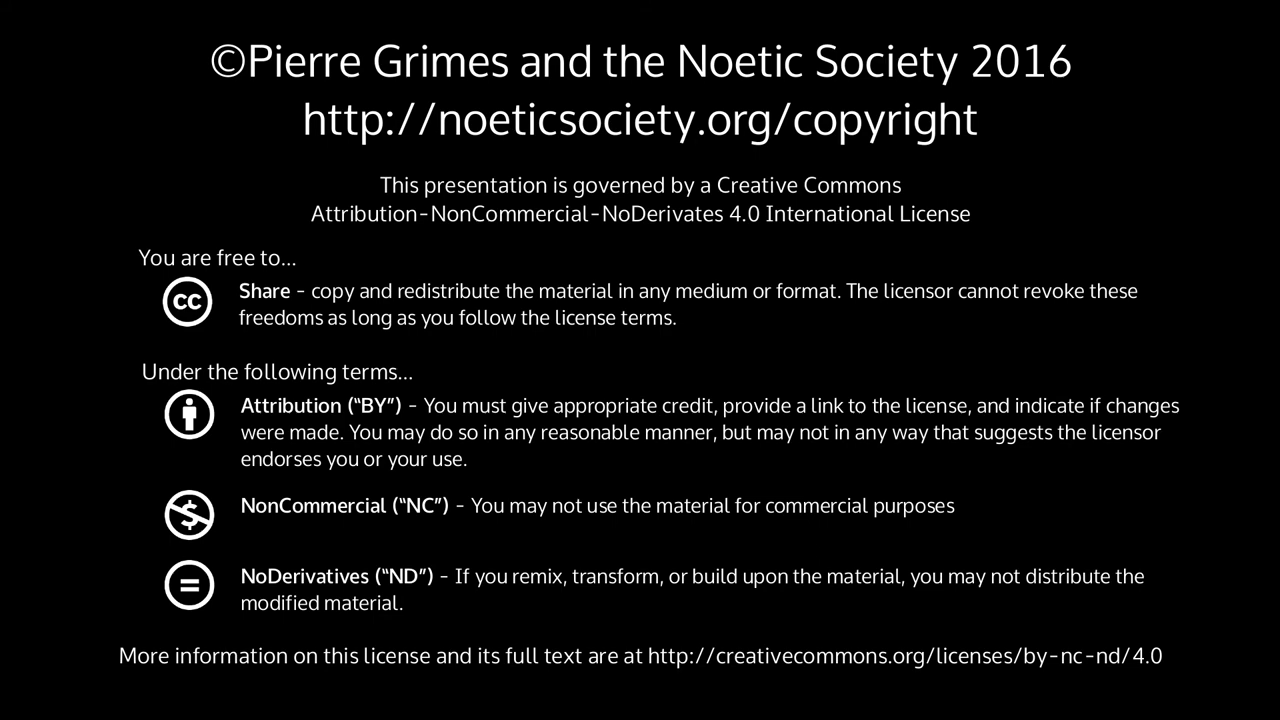 ©Pierre Grimes and the Noetic Society 2016
http://noeticsociety.org/copyright
This presentation is governed by a Creative Commons
Attribution-NonCommercial-NoDerivates 4.0 International License
You are free to...
cc
Share - copy and redistribute the material in any medium or format. The licensor cannot revoke these
freedoms as long as you follow the license terms.
Under the following terms...
Attribution (“BY”) - You must give appropriate credit, provide a link to the license, and indicate if changes
were made. You may do so in any reasonable manner, but may not in any way that suggests the licensor
endorses you or your use.
$
NonCommercial (“NC”) - You may not use the material for commercial purposes
=
NoDerivatives (“ND”) - If you remix, transform, or build upon the material, you may not distribute the
modified material.
More information on this license and its full text are at http://creativecommons.org/licenses/by-nc-nd/4.0